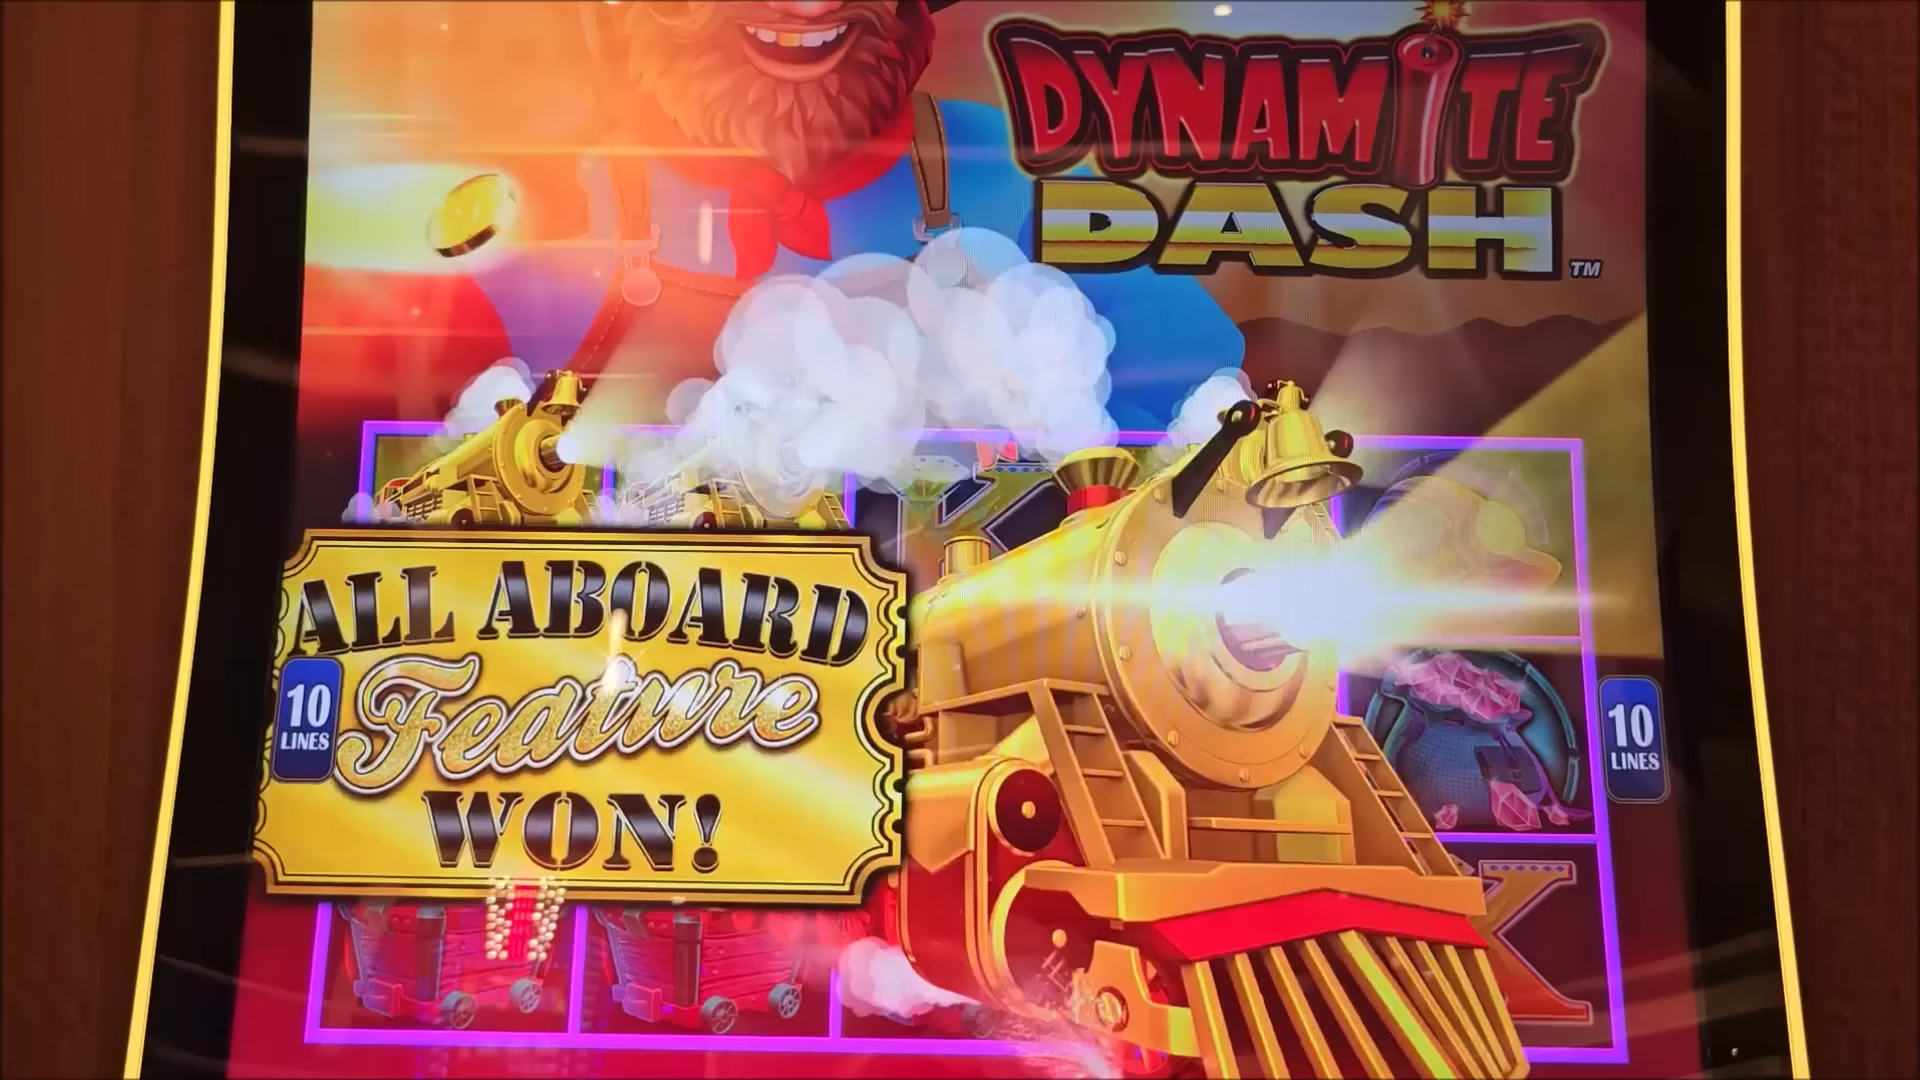 DYNAMITE
DASH
TM
K
ALL ABOARD
Feature
WON!
10
LINES
10
LINES
K